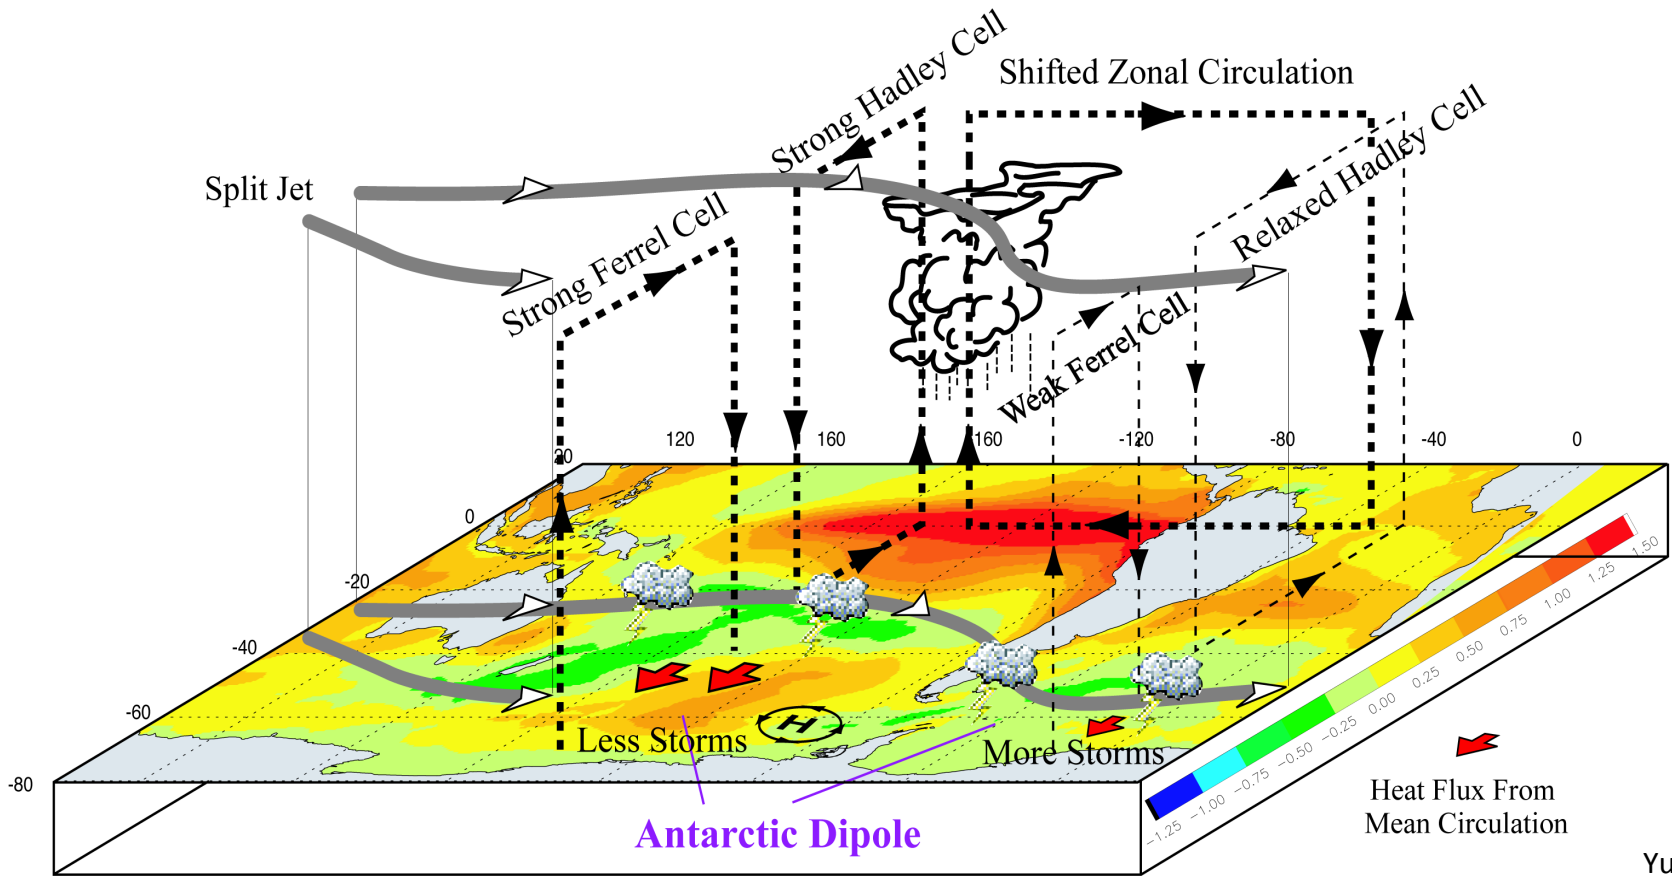 Strong Hadley Cell
Shifted Zonal Circulation
Split Jet
Strong Ferrel Cell
Relaxed Hadley Cell
Weak Ferrel Cell
120
160
-160
-120
-80
-40
0
20
0
-20
-40
-60
-80
H
Less Storms
More Storms
Antarctic Dipole
1.50
1.25
1.00
0.75
0.50
0.25
0.00
-0.25
-0.50
-0.75
-1.00
-1.25
Heat Flux From
Mean Circulation
Yu